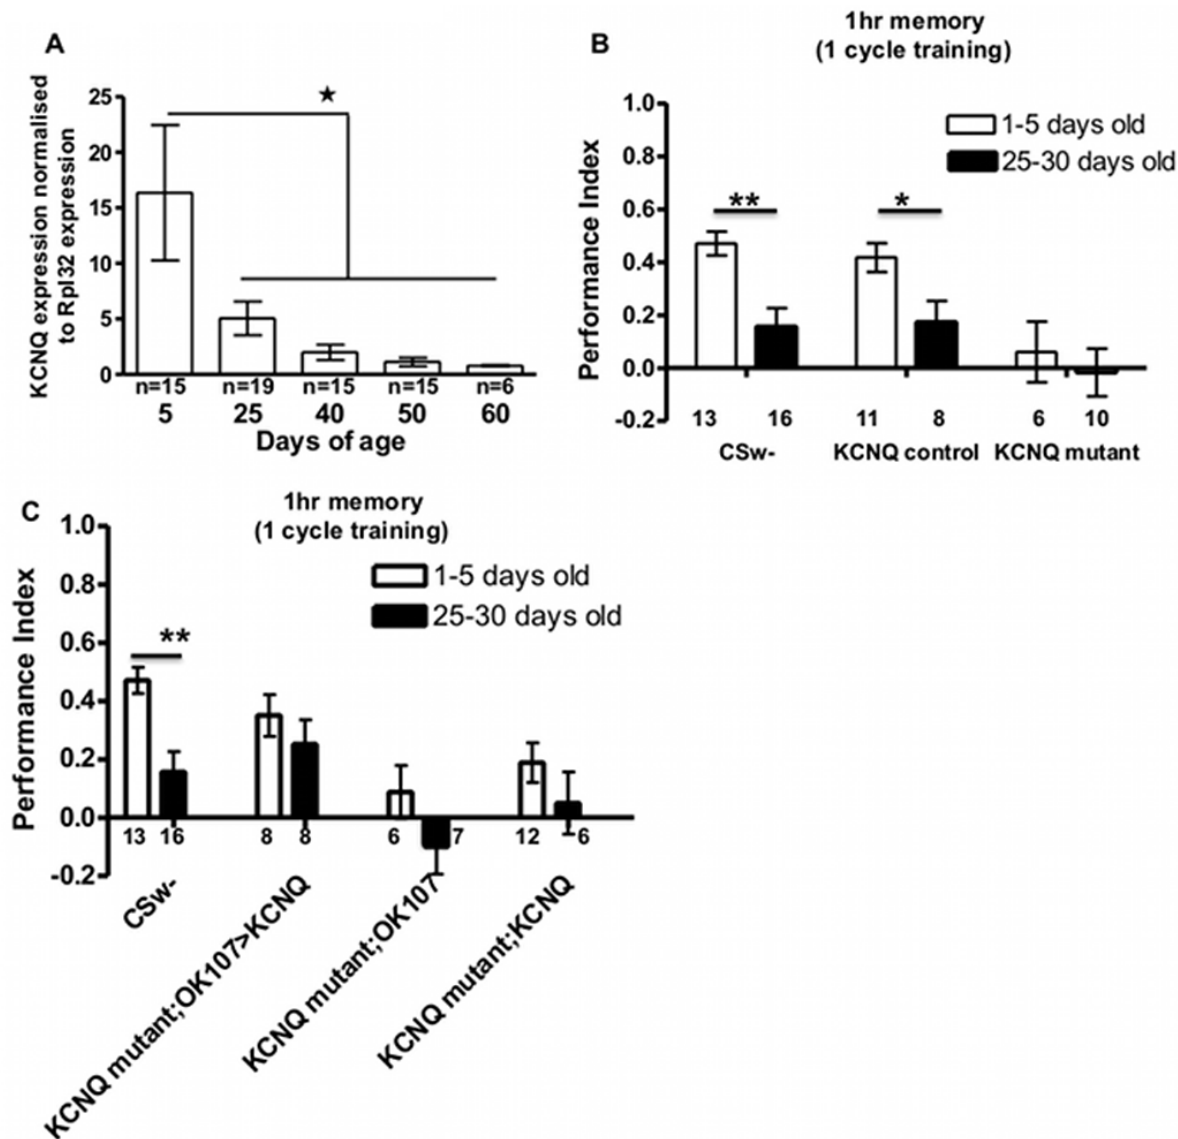 A
KCNQ expression normalised
to Rpl32 expression
25
20
15
10
5
0
★
n=15 n=19 n=15 n=15 n=6
5 25 40 50 60
Days of age
B
1hr memory
(1 cycle training)
Performance Index
1.0
0.8
0.6
0.4
0.2
0.0
-0.2
1-5 days old
25-30 days old
** *
13 16 11 8 6 10
CSw- KCNQ control KCNQ mutant
C
1hr memory
(1 cycle training)
Performance Index
1.0
0.8
0.6
0.4
0.2
0.0
-0.2
1-5 days old
25-30 days old
**
13 16 8 8 6 7 12 6
CSw-
KCNQ mutant;OK107>KCNQ
KCNQ mutant;OK107
KCNQ mutant;KCNQ